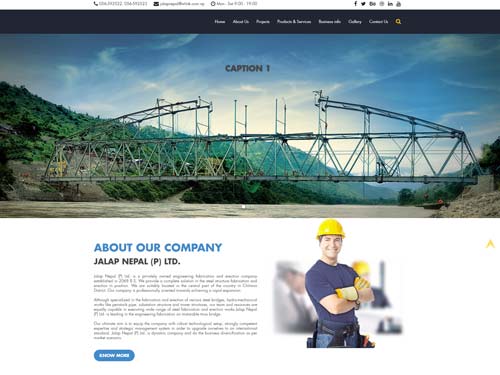 056-592022, 056-592523 jalapnepal@wlink.com.np Mon - Sat 9:00 - 19:00
Home About Us Projects Products & Services Business info Gallery Contact Us
CAPTION 1
ABOUT OUR COMPANY
JALAP NEPAL (P) LTD.
Jalap Nepal (P) Ltd. is a privately owned engineering fabrication and erection company
established in 2065 B.S. We provide a complete solution in the steel structure fabrication and
erection in position. We are suitably located in the central part of the country in Chitwan
District. Our company is professionally oriented towards achieving a rapid expansion.
Although specialized in the fabrication and erection of various steel bridges, hydro-mechanical
works like penstock pipe, substation structure and tower structures, our team and resources are
equally capable in executing wide range of steel fabrication and erection works. Jalap Nepal (P)
Ltd. is leading in the engineering fabrication on motorable truss bridge.
Our ultimate aim is to equip the company with robust technological setup, strongly competent
expertise and strategic management system in order to upgrade ourselves to an international
standard. Jalap Nepal Ltd., a dynamic company and do the business diversification as per
market scenario.
KNOW MORE